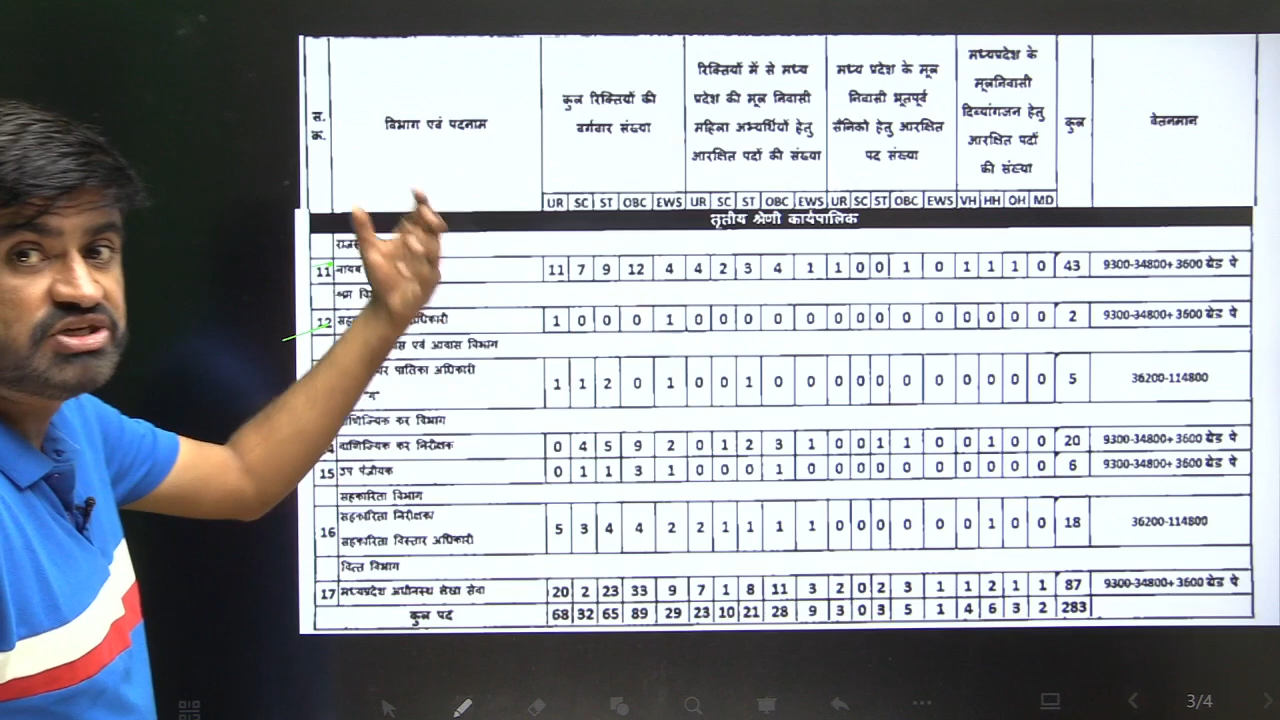 स. क. विभाग एवं पदनाम कुल रिक्तियों की वर्गवार संख्या रिक्तियों में से मध्य प्रदेश की मूल निवासी महिला अभ्यर्थियों हेतु आरक्षित पदों की संख्या मध्य प्रदेश के मूल निवासी भूतपूर्व सैनिको हेतु आरक्षित पद संख्या मध्यप्रदेश के मूलनिवासी दिव्यांगजन हेतु आरक्षित पदों की संख्या कुल वेतनमान
UR SC ST OBC EWS UR SC ST OBC EWS UR SC ST OBC EWS VH HH OH MD
तृतीय श्रेणी कार्यपालिक
11 नायब 11 7 9 12 4 4 2 3 4 1 1 0 0 1 0 1 1 1 0 43 9300-34800+3600 ग्रेड पे
श्रम
12 1 0 0 0 1 0 0 0 0 0 0 0 0 0 0 0 0 0 0 2 9300-34800+3600 ग्रेड पे
एवं आवास विभाग
पालिका अधिकारी
"ग" 1 1 2 0 1 0 0 1 0 0 0 0 0 0 0 0 0 0 0 5 36200-114800
कर विभाग
वाणिज्यिक कर निरीक्षक 0 4 5 9 2 0 1 2 3 1 0 0 1 1 0 0 1 0 0 20 9300-34800+3600 ग्रेड पे
15 उप पंजीयक 0 1 1 3 1 0 0 0 1 0 0 0 0 0 0 0 0 0 0 6 9300-34800+3600 ग्रेड पे
सहकारिता विभाग
16 सहकारिता निरीक्षक/ सहकारिता विस्तार अधिकारी 5 3 4 4 2 2 1 1 1 1 0 0 0 0 0 0 1 0 0 18 36200-114800
वित्त विभाग
17 मध्यप्रदेश अधीनस्थ लेखा सेवा 20 2 23 33 9 7 1 8 11 3 2 0 2 3 1 1 2 1 1 87 9300-34800+3600 ग्रेड पे
कुल पद 68 32 65 89 29 23 10 21 28 9 3 0 3 5 1 4 6 3 2 283
3/4